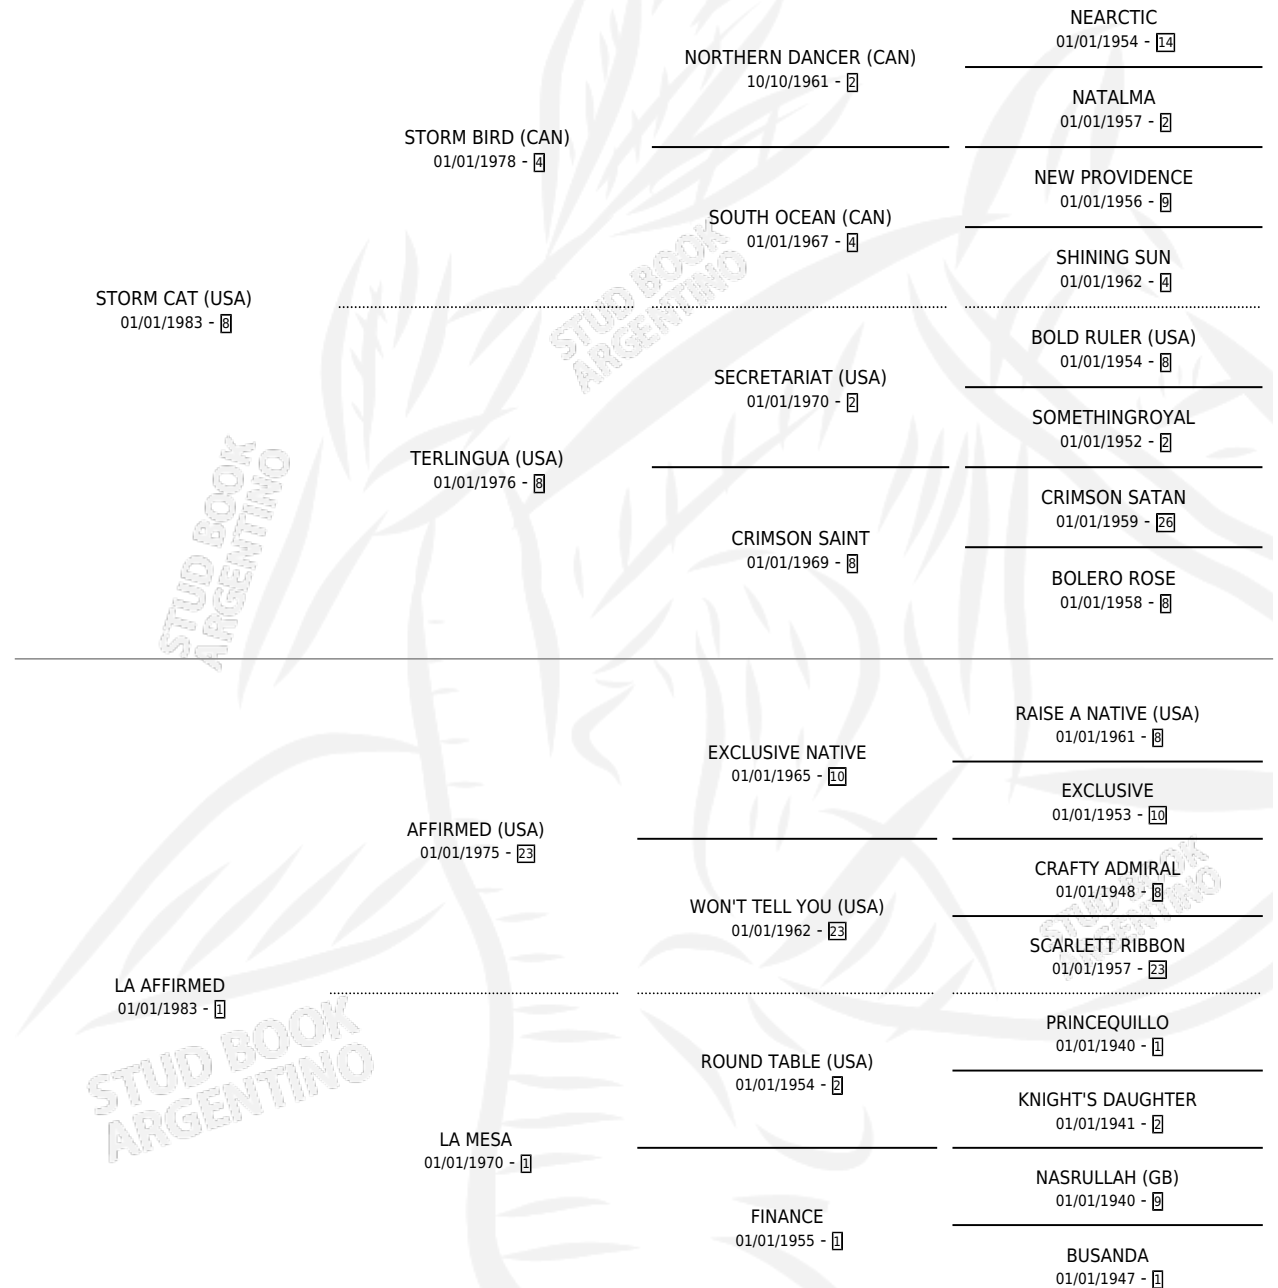 NEARCTIC
01/01/1954 - 14
NORTHERN DANCER (CAN)
10/10/1961 - 2
NATALMA
01/01/1957 - 2
STORM BIRD (CAN)
01/01/1978 - 4
NEW PROVIDENCE
01/01/1956 - 9
SOUTH OCEAN (CAN)
01/01/1967 - 4
SHINING SUN
01/01/1962 - 4
STORM CAT (USA)
01/01/1983 - 8
BOLD RULER (USA)
01/01/1954 - 8
SECRETARIAT (USA)
01/01/1970 - 2
SOMETHINGROYAL
01/01/1952 - 2
TERLINGUA (USA)
01/01/1976 - 8
CRIMSON SATAN
01/01/1959 - 26
CRIMSON SAINT
01/01/1969 - 8
BOLERO ROSE
01/01/1958 - 8
RAISE A NATIVE (USA)
01/01/1961 - 8
EXCLUSIVE NATIVE
01/01/1965 - 10
EXCLUSIVE
01/01/1953 - 10
AFFIRMED (USA)
01/01/1975 - 23
CRAFTY ADMIRAL
01/01/1948 - 8
WON'T TELL YOU (USA)
01/01/1962 - 23
SCARLETT RIBBON
01/01/1957 - 23
LA AFFIRMED
01/01/1983 - 1
PRINCEQUILLO
01/01/1940 - 1
ROUND TABLE (USA)
01/01/1954 - 2
KNIGHT'S DAUGHTER
01/01/1941 - 2
LA MESA
01/01/1970 - 1
NASRULLAH (GB)
01/01/1940 - 9
FINANCE
01/01/1955 - 1
BUSANDA
01/01/1947 - 1
STUD BOOK
ARGENTINO
STUD BOOK
ARGENTINO
STUD BOOK
ARGENTINO
STUD BOOK
ARGENTINO